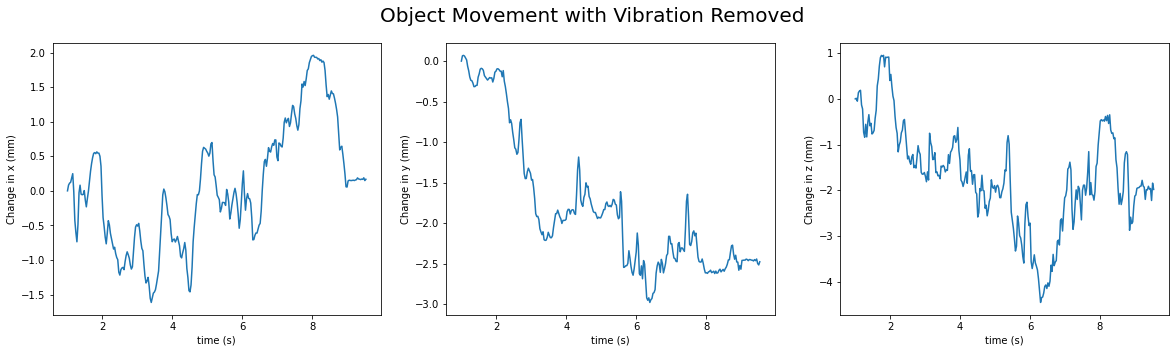 Object Movement with Vibration Removed
Change in x (mm)
2.0
1.5
1.0
0.5
0.0
−0.5
−1.0
−1.5
2 4 6 8
time (s)
Change in y (mm)
0.0
−0.5
−1.0
−1.5
−2.0
−2.5
−3.0
2 4 6 8
time (s)
Change in z (mm)
1
0
−1
−2
−3
−4
2 4 6 8
time (s)